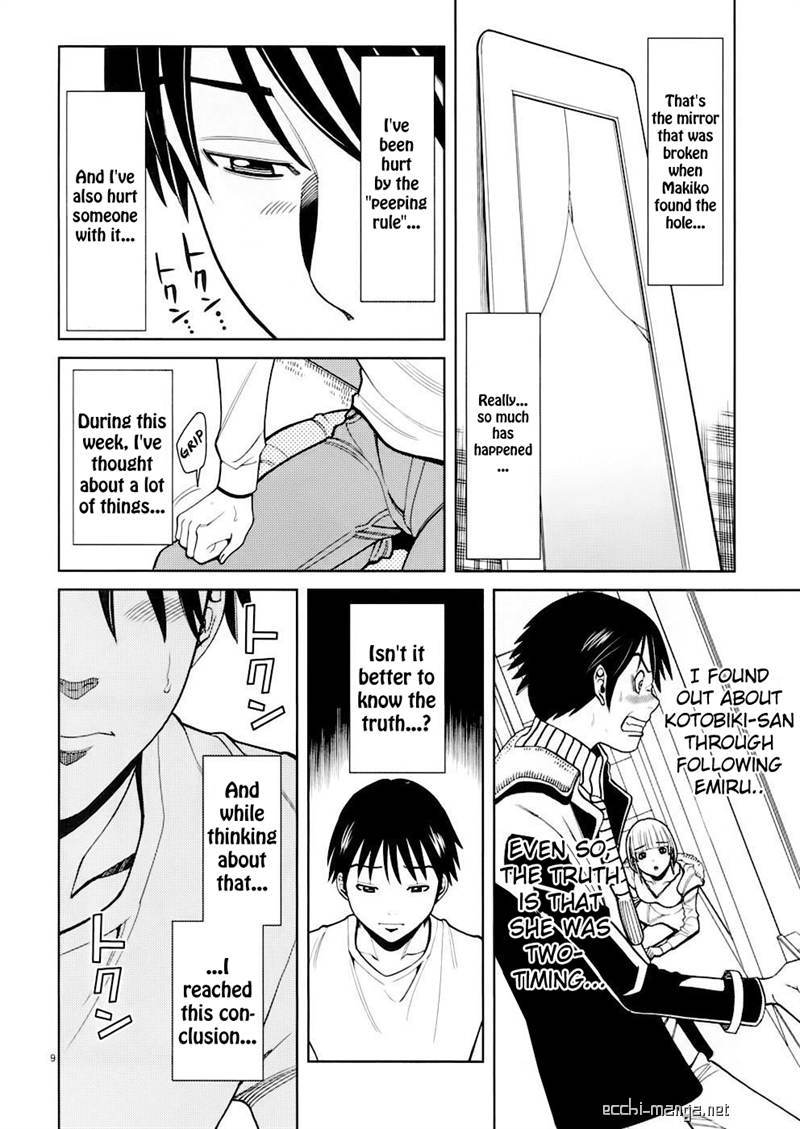 That's
the mirror
that was
broken
when
Makiko
found
the
hole...
Really...
so much
has
happened
...
I've
been
hurt
by the
"peeping
rule"...
And I've
also hurt
someone
with it...
トクン…
トクン…
During this
week, I've
thought
about a lot
of things...
GRIP
I FOUND
OUT ABOUT
KOTOBIKI-SAN
THROUGH
FOLLOWING
EMIRU..
EVEN SO,
THE TRUTH
IS THAT
SHE WAS
TWO-
TIMING...
Isn't it
better to
know the
truth...?
トクン
And
while
thinking
about
that...
...I
reached
this con-
clusion...
トクン
9
ecchi-manga.net